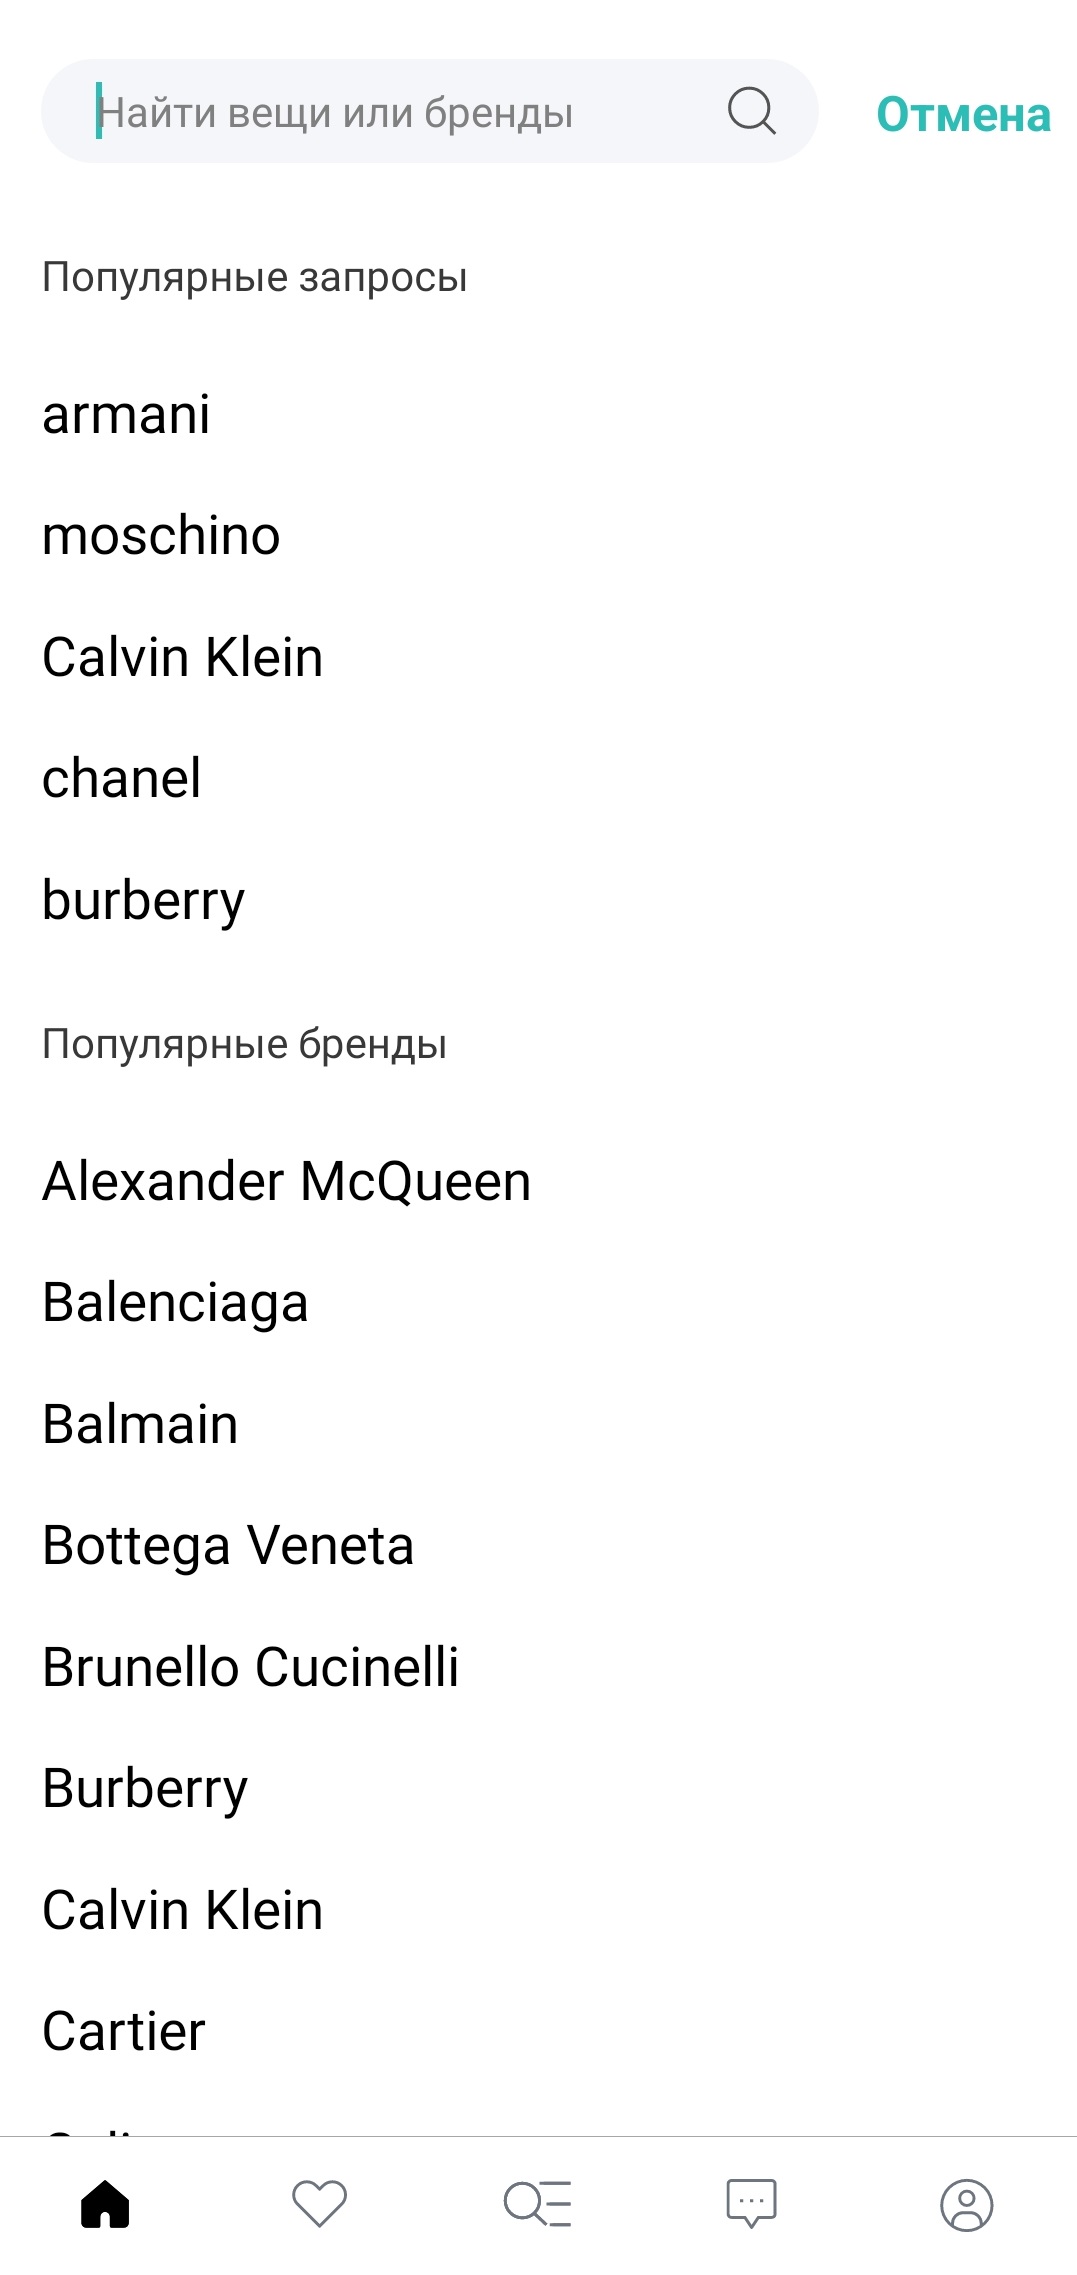 Найти вещи или бренды
Отмена
Популярные запросы
armani
moschino
Calvin Klein
chanel
burberry
Популярные бренды
Alexander McQueen
Balenciaga
Balmain
Bottega Veneta
Brunello Cucinelli
Burberry
Calvin Klein
Cartier